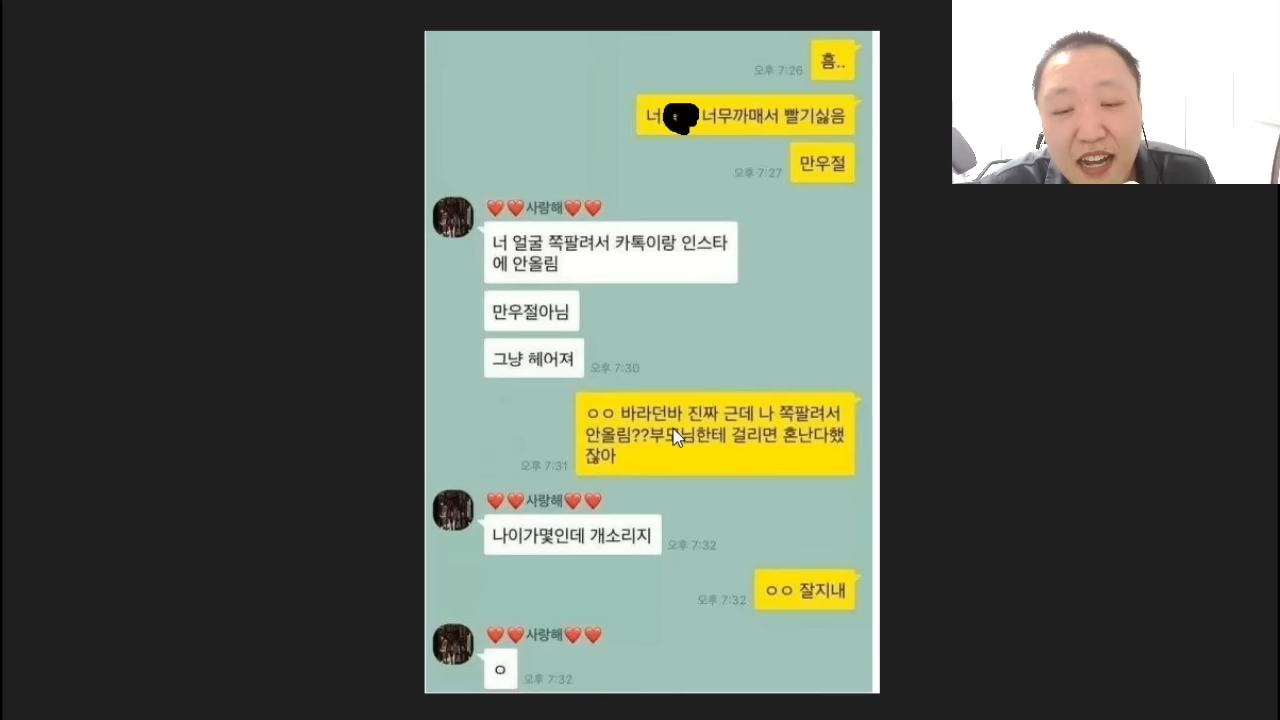 흠..
오후 7:26
너 너무까매서 빨기싫음
만우절
오후 7:27
❤️❤️사랑해❤️❤️
너 얼굴 쪽팔려서 카톡이랑 인스타
에 안올림
만우절아님
그냥 헤어져
오후 7:30
ㅇㅇ 바라던바 진짜 근데 나 쪽팔려서
안올림??부모님한테 걸리면 혼난다했
잖아
오후 7:31
❤️❤️사랑해❤️❤️
나이가몇인데 개소리지
오후 7:32
ㅇㅇ 잘지내
오후 7:32
❤️❤️사랑해❤️❤️
ㅇ
오후 7:32